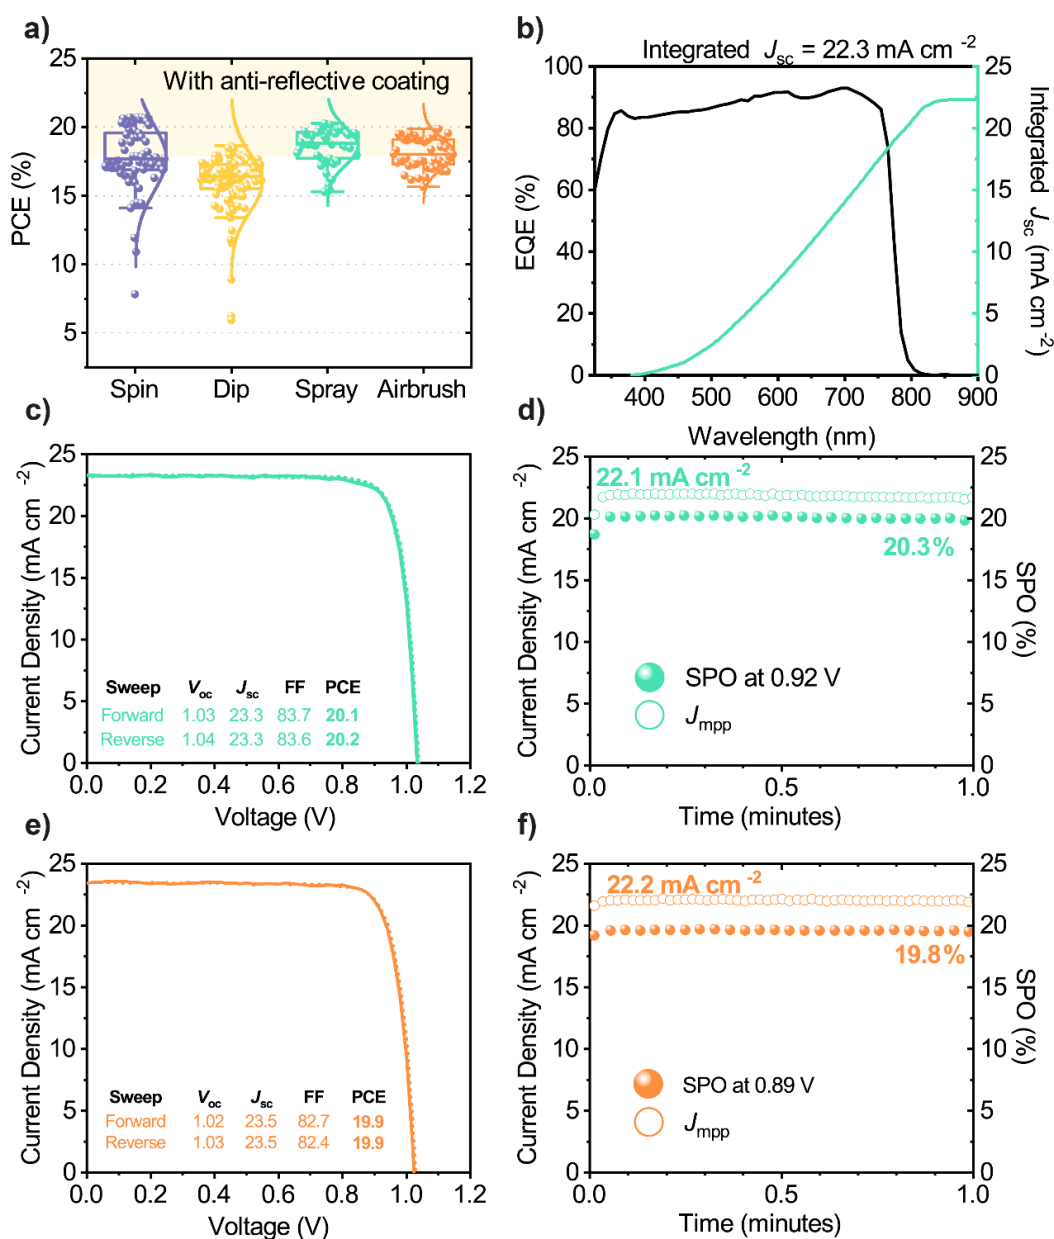 a)
With anti-reflective coating
PCE (%)
25
20
15
10
5
Spin Dip Spray Airbrush
b)
Integrated Jsc = 22.3 mA cm -2
EQE (%)
100
80
60
40
20
0
400 500 600 700 800 900
Wavelength (nm)
25
20
15
10
5
0
Integrated Jsc (mA cm-2)
c)
Current Density (mA cm -2)
25
20
15
10
5
0
Sweep Voc Jsc FF PCE
Forward 1.03 23.3 83.7 20.1
Reverse 1.04 23.3 83.6 20.2
0.0 0.2 0.4 0.6 0.8 1.0 1.2
Voltage (V)
d)
Current Density (mA cm -2)
25
20
15
10
5
0
22.1 mA cm -2
20.3%
SPO at 0.92 V
Jmpp
0.0 0.5 1.0
Time (minutes)
25
20
15
10
5
0
SPO (%)
e)
Current Density (mA cm -2)
25
20
15
10
5
0
Sweep Voc Jsc FF PCE
Forward 1.02 23.5 82.7 19.9
Reverse 1.03 23.5 82.4 19.9
0.0 0.2 0.4 0.6 0.8 1.0 1.2
Voltage (V)
f)
Current Density (mA cm -2)
25
20
15
10
5
0
22.2 mA cm -2
19.8%
SPO at 0.89 V
Jmpp
0.0 0.5 1.0
Time (minutes)
25
20
15
10
5
0
SPO (%)